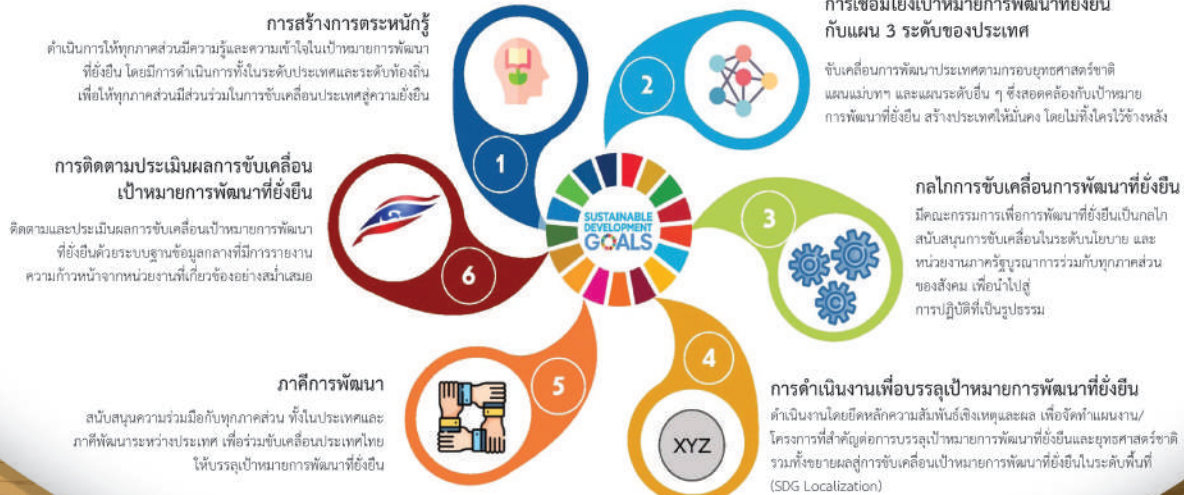 การสร้างการตระหนักรู้
ดำเนินการให้ทุกภาคส่วนมีความรู้และความเข้าใจในเป้าหมายการพัฒนา
ที่ยั่งยืน โดยมีการดำเนินการทั้งในระดับประเทศและระดับท้องถิ่น
เพื่อให้ทุกภาคส่วนมีส่วนร่วมในการขับเคลื่อนประเทศสู่ความยั่งยืน
1
การเชื่อมโยงเป้าหมายการพัฒนาที่ยั่งยืน
กับแผน 3 ระดับของประเทศ
ขับเคลื่อนการพัฒนาประเทศตามกรอบยุทธศาสตร์ชาติ
แผนแม่บทฯ และแผนระดับอื่น ๆ ซึ่งสอดคล้องกับเป้าหมาย
การพัฒนาที่ยั่งยืน สร้างประเทศให้มั่นคง โดยไม่ทิ้งใครไว้ข้างหลัง
2
กลไกการขับเคลื่อนการพัฒนาที่ยั่งยืน
มีคณะกรรมการเพื่อการพัฒนาที่ยั่งยืนเป็นกลไก
สนับสนุนการขับเคลื่อนในระดับนโยบาย และ
หน่วยงานภาครัฐบูรณาการร่วมกับทุกภาคส่วน
ของสังคม เพื่อนำไปสู่
การปฏิบัติที่เป็นรูปธรรม
3
การดำเนินงานเพื่อบรรลุเป้าหมายการพัฒนาที่ยั่งยืน
ดำเนินงานโดยยึดหลักความสัมพันธ์เชิงเหตุและผล เพื่อจัดทำแผนงาน/
โครงการที่สำคัญต่อการบรรลุเป้าหมายการพัฒนาที่ยั่งยืนและยุทธศาสตร์ชาติ
รวมทั้งขยายผลสู่การขับเคลื่อนเป้าหมายการพัฒนาที่ยั่งยืนในระดับพื้นที่
(SDG Localization)
4
XYZ
ภาคีการพัฒนา
สนับสนุนความร่วมมือกับทุกภาคส่วน ทั้งในประเทศและ
ภาคีพัฒนาระหว่างประเทศ เพื่อร่วมขับเคลื่อนประเทศไทย
ให้บรรลุเป้าหมายการพัฒนาที่ยั่งยืน
5
การติดตามประเมินผลการขับเคลื่อน
เป้าหมายการพัฒนาที่ยั่งยืน
ติดตามและประเมินผลการขับเคลื่อนเป้าหมายการพัฒนา
ที่ยั่งยืนด้วยระบบฐานข้อมูลกลางที่มีการรายงาน
ความก้าวหน้าจากหน่วยงานที่เกี่ยวข้องอย่างสม่ำเสมอ
6
SUSTAINABLE
DEVELOPMENT
GOALS